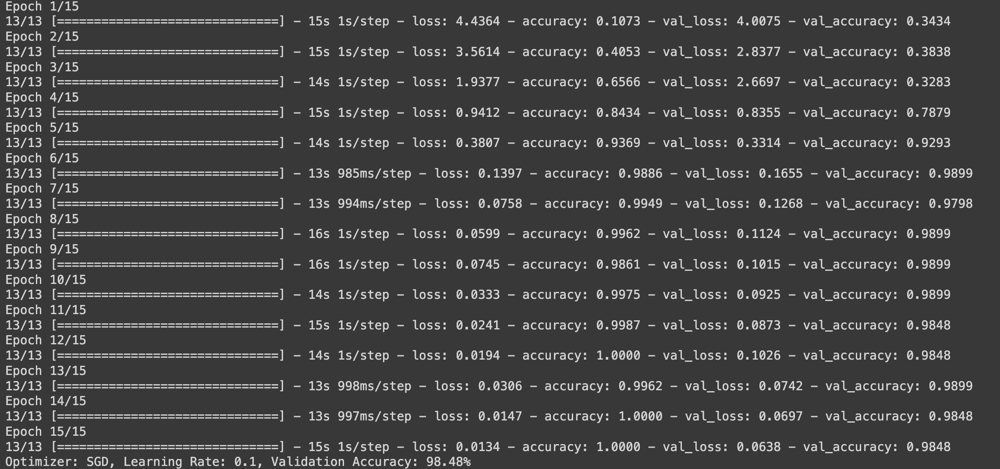 Epoch 1/15
13/13 [==============================] - 15s 1s/step - loss: 4.4364 - accuracy: 0.1073 - val_loss: 4.0075 - val_accuracy: 0.3434
Epoch 2/15
13/13 [==============================] - 15s 1s/step - loss: 3.5614 - accuracy: 0.4053 - val_loss: 2.8377 - val_accuracy: 0.3838
Epoch 3/15
13/13 [==============================] - 14s 1s/step - loss: 1.9377 - accuracy: 0.6566 - val_loss: 2.6697 - val_accuracy: 0.3283
Epoch 4/15
13/13 [==============================] - 15s 1s/step - loss: 0.9412 - accuracy: 0.8434 - val_loss: 0.8355 - val_accuracy: 0.7879
Epoch 5/15
13/13 [==============================] - 14s 1s/step - loss: 0.3807 - accuracy: 0.9369 - val_loss: 0.3314 - val_accuracy: 0.9293
Epoch 6/15
13/13 [==============================] - 13s 985ms/step - loss: 0.1397 - accuracy: 0.9886 - val_loss: 0.1655 - val_accuracy: 0.9899
Epoch 7/15
13/13 [==============================] - 13s 994ms/step - loss: 0.0758 - accuracy: 0.9949 - val_loss: 0.1268 - val_accuracy: 0.9798
Epoch 8/15
13/13 [==============================] - 16s 1s/step - loss: 0.0599 - accuracy: 0.9962 - val_loss: 0.1124 - val_accuracy: 0.9899
Epoch 9/15
13/13 [==============================] - 16s 1s/step - loss: 0.0745 - accuracy: 0.9861 - val_loss: 0.1015 - val_accuracy: 0.9899
Epoch 10/15
13/13 [==============================] - 14s 1s/step - loss: 0.0333 - accuracy: 0.9975 - val_loss: 0.0925 - val_accuracy: 0.9899
Epoch 11/15
13/13 [==============================] - 15s 1s/step - loss: 0.0241 - accuracy: 0.9987 - val_loss: 0.0873 - val_accuracy: 0.9848
Epoch 12/15
13/13 [==============================] - 14s 1s/step - loss: 0.0194 - accuracy: 1.0000 - val_loss: 0.1026 - val_accuracy: 0.9848
Epoch 13/15
13/13 [==============================] - 13s 998ms/step - loss: 0.0306 - accuracy: 0.9962 - val_loss: 0.0742 - val_accuracy: 0.9899
Epoch 14/15
13/13 [==============================] - 13s 997ms/step - loss: 0.0147 - accuracy: 1.0000 - val_loss: 0.0697 - val_accuracy: 0.9848
Epoch 15/15
13/13 [==============================] - 15s 1s/step - loss: 0.0134 - accuracy: 1.0000 - val_loss: 0.0638 - val_accuracy: 0.9848
Optimizer: SGD, Learning Rate: 0.1, Validation Accuracy: 98.48%